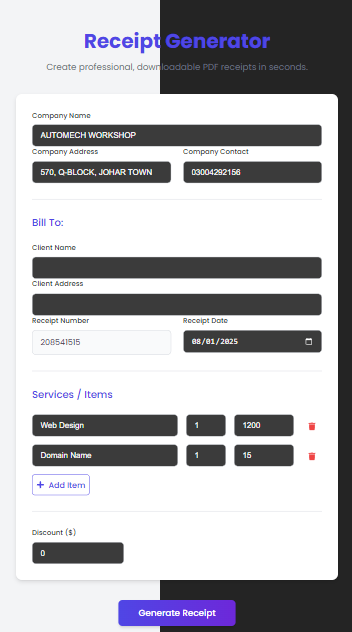 Receipt Generator
Create professional, downloadable PDF receipts in seconds.
Company Name
AUTOMECH WORKSHOP
Company Address Company Contact
570, Q-BLOCK, JOHAR TOWN 03004292156
Bill To:
Client Name
Client Address
Receipt Number Receipt Date
208541515 08/01/2025
Services / Items
Web Design 1 1200
Domain Name 1 15
+ Add Item
Discount ($)
0
Generate Receipt